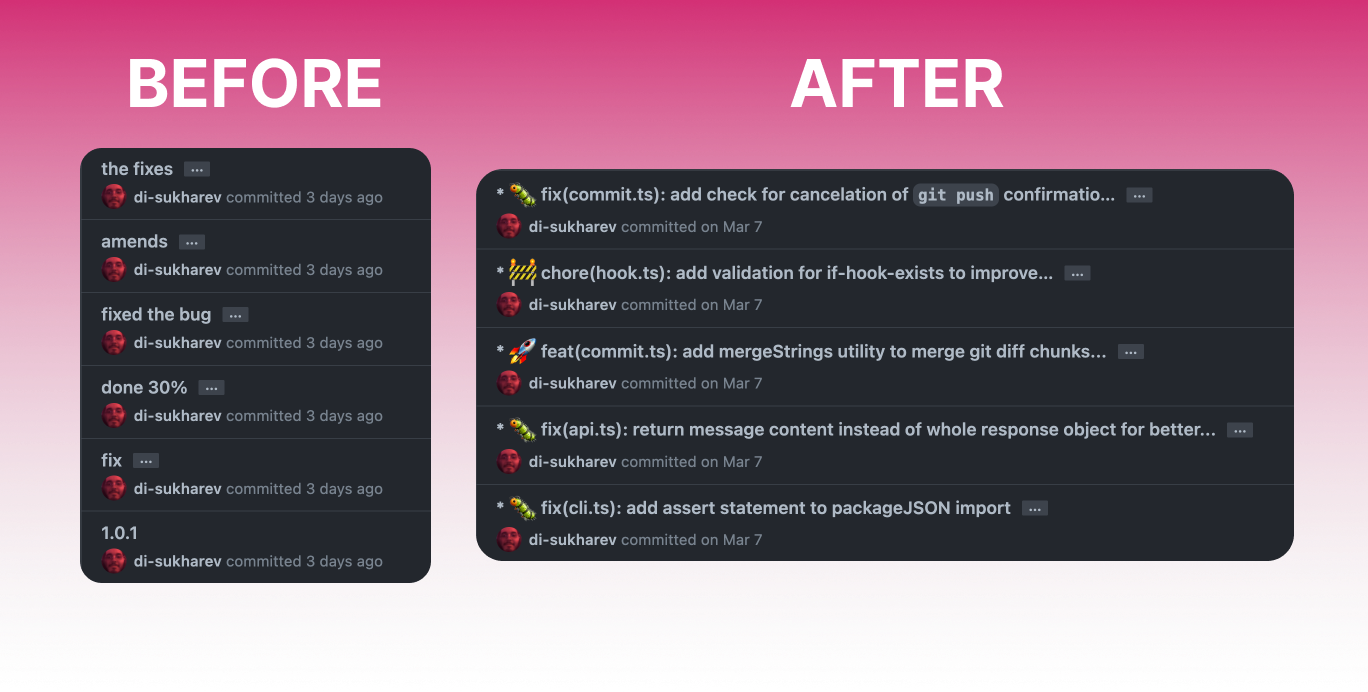 BEFORE
AFTER
the fixes ...
di-sukharev committed 3 days ago
amends ...
di-sukharev committed 3 days ago
fixed the bug ...
di-sukharev committed 3 days ago
done 30% ...
di-sukharev committed 3 days ago
fix ...
di-sukharev committed 3 days ago
1.0.1
di-sukharev committed 3 days ago
* 🐛 fix(commit.ts): add check for cancelation of git push confirmatio... ...
di-sukharev committed on Mar 7
* 🚧 chore(hook.ts): add validation for if-hook-exists to improve... ...
di-sukharev committed on Mar 7
* 🚀 feat(commit.ts): add mergeStrings utility to merge git diff chunks... ...
di-sukharev committed on Mar 7
* 🐛 fix(api.ts): return message content instead of whole response object for better... ...
di-sukharev committed on Mar 7
* 🐛 fix(cli.ts): add assert statement to packageJSON import ...
di-sukharev committed on Mar 7